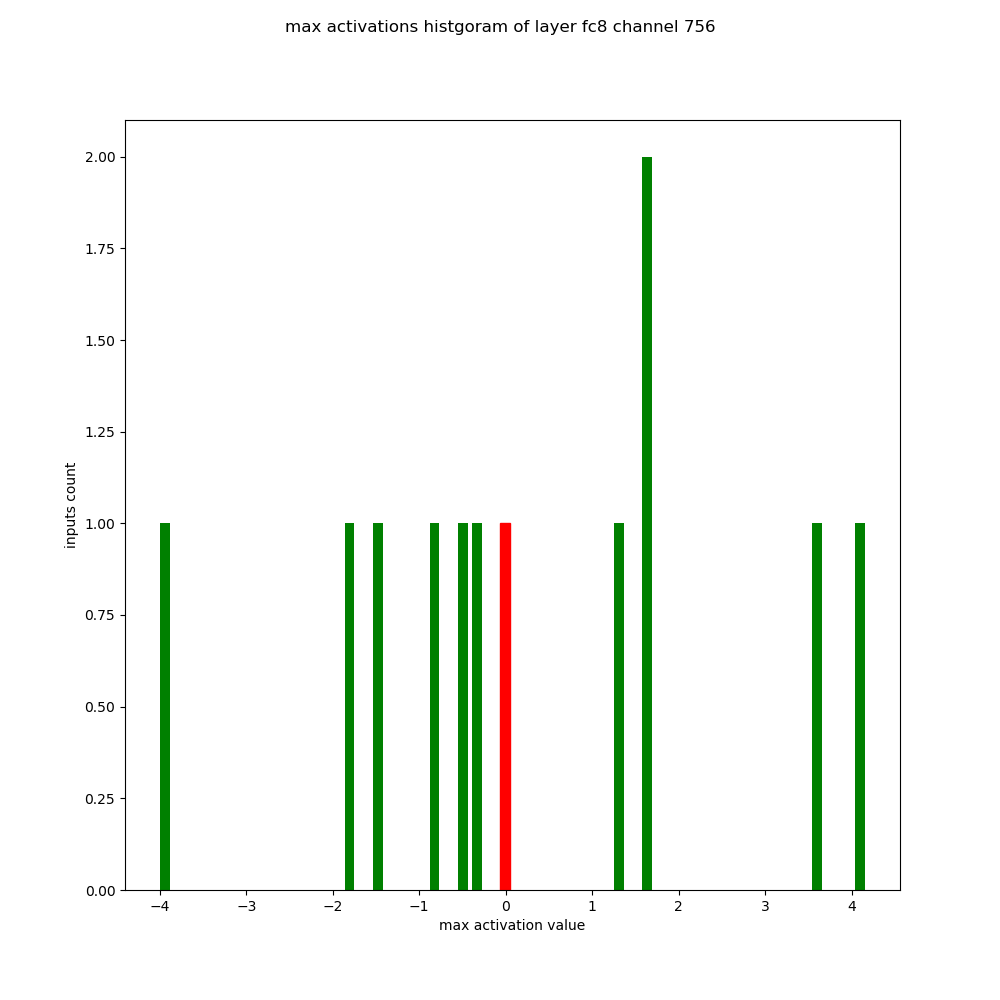 max activations histgoram of layer fc8 channel 756
2.00
1.75
1.50
1.25
1.00
0.75
0.50
0.25
0.00
inputs count
−4 −3 −2 −1 0 1 2 3 4
max activation value